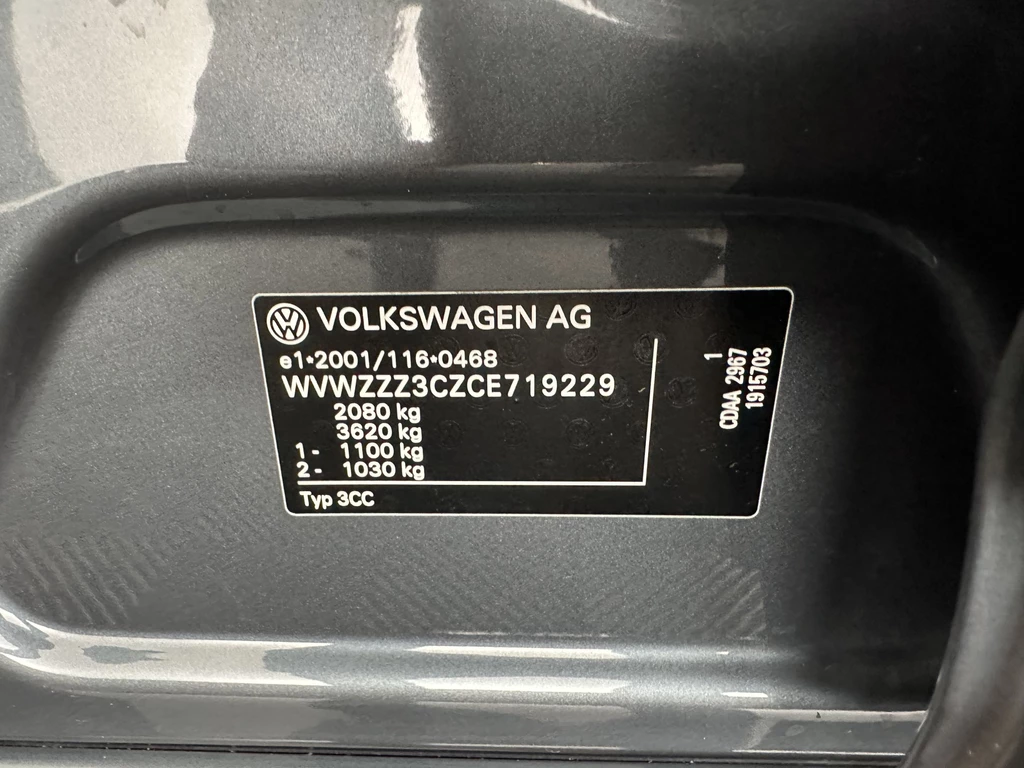 VOLKSWAGEN AG
e1*2001/116*0468
WVWZZZ3CZCE719229
2080 kg
3620 kg
1 - 1100 kg
2 - 1030 kg
Typ 3CC
1
CDAA 2967
1915703